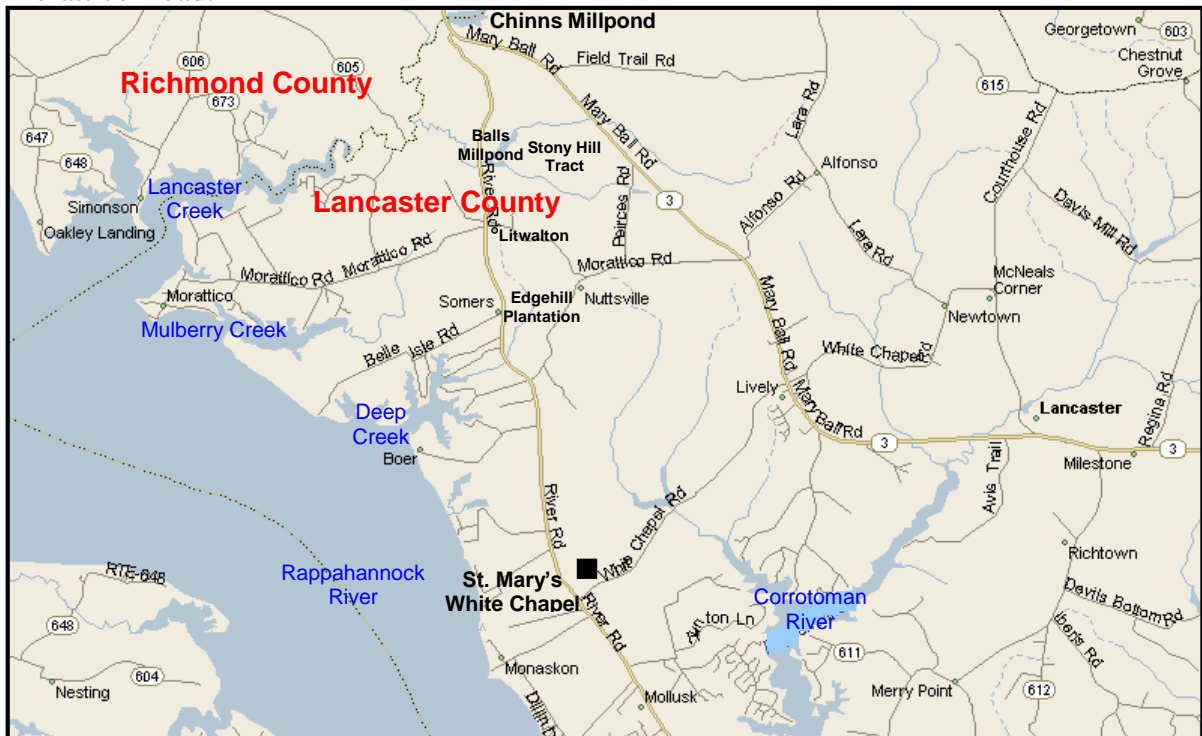 Chinns Millpond
Mary Ball Rd
Field Trail Rd
Georgetown
603
Chestnut
Grove
606
605
615
Richmond County
673
Mary Ball Rd
Lara Rd
Courthouse Rd
647
648
Balls
Millpond
Stony Hill
Tract
River Rd
Alfonso
Simonson
Lancaster
Creek
Lancaster County
Peirces Rd
3
Alfonso Rd
Davis Mill Rd
Oakley Landing
Litwalton
Lara Rd
Morattico Rd
Morattico Rd
Morattico Rd
McNeals
Corner
Morattico
Somers
Edgehill
Plantation
Nuttsville
Mary Ball Rd
Newtown
Mulberry Creek
Belle Isle Rd
White Chapel Rd
Regina Rd
Lively
Mary Ball Rd
Lancaster
Deep
Creek
Boer
3
3
Milestone
Avis Trail
River Rd
White Chapel Rd
Richtown
RTE-648
Rappahannock
River
St. Mary's
White Chapel
Corrotoman
River
Devils Bottom Rd
River Rd
ton Ln
Iberis Rd
648
611
Monaskon
604
Nesting
Merry Point
612
Mollusk